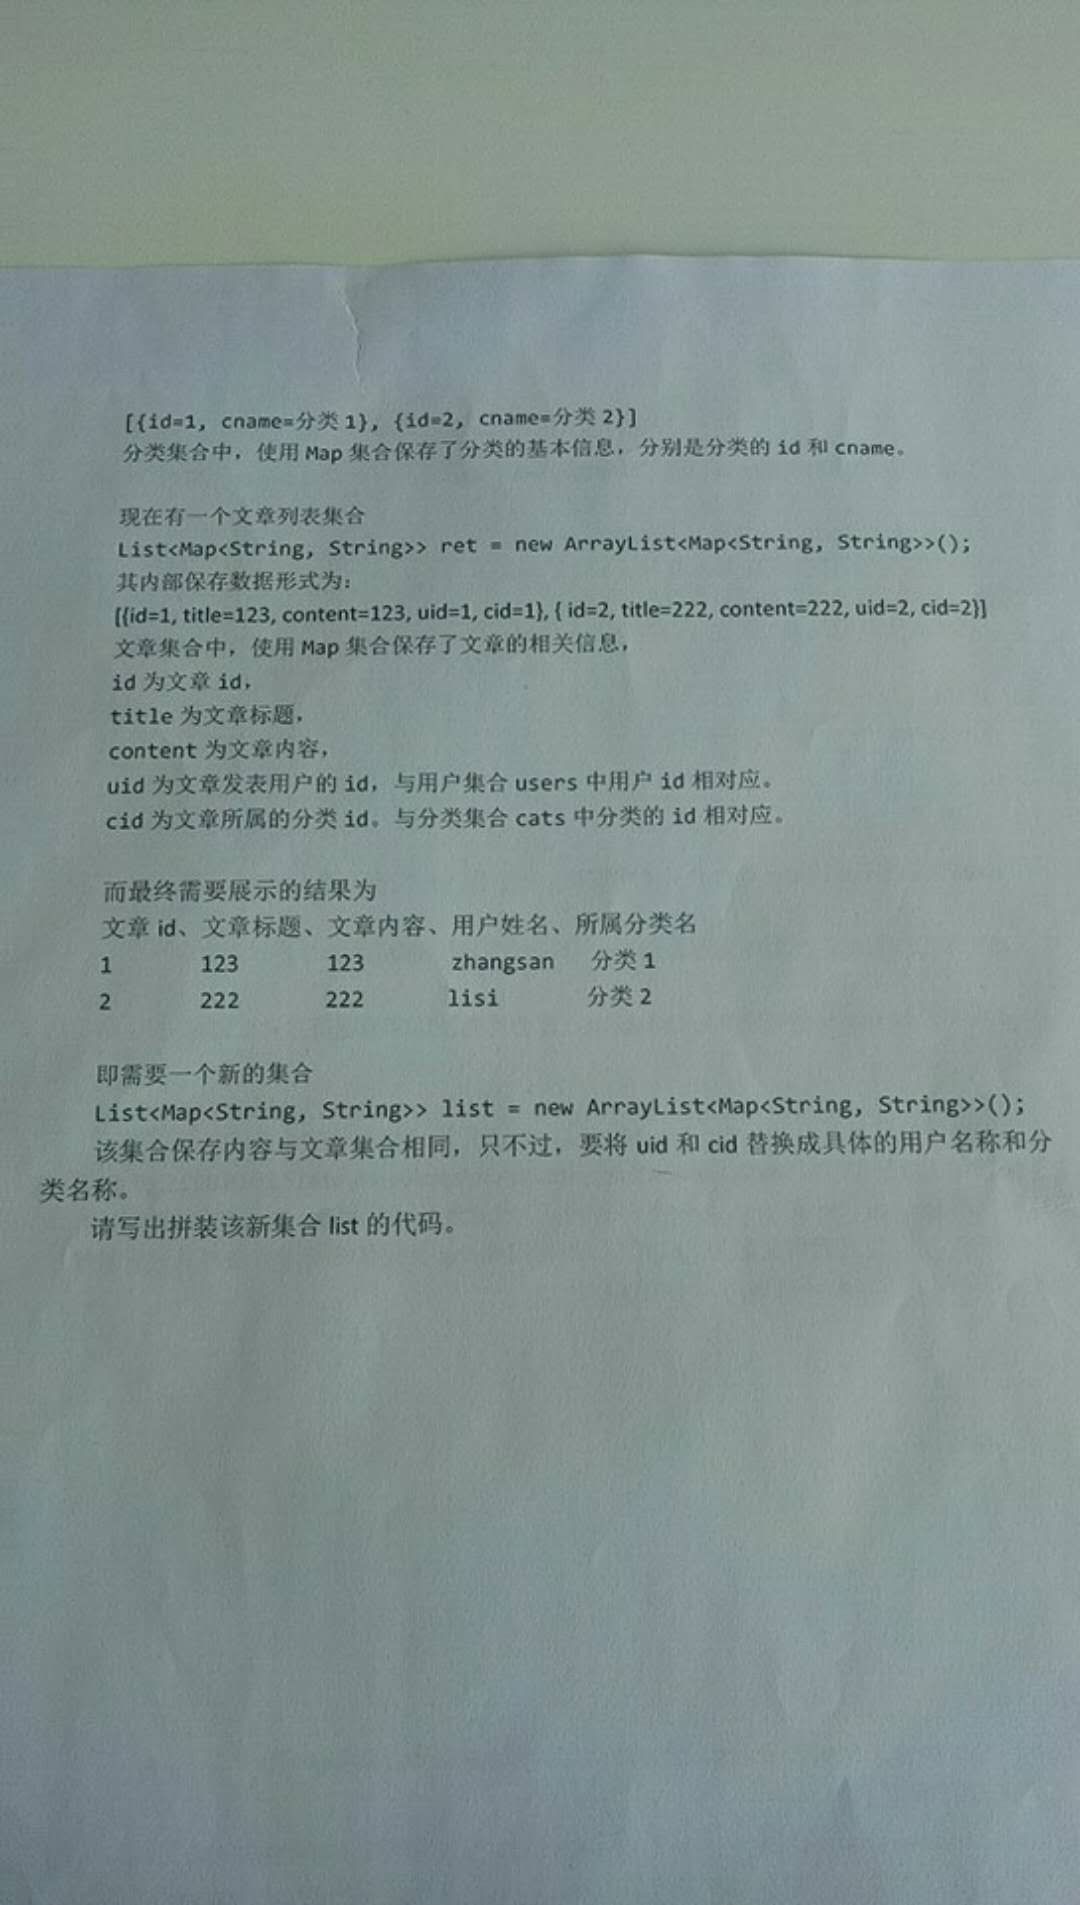 [{id=1, cname=分类 1}, {id=2, cname=分类 2}]
分类集合中，使用 Map 集合保存了分类的基本信息，分别是分类的 id 和 cname。
现在有一个文章列表集合
List<Map<String, String>> ret = new ArrayList<Map<String, String>>();
其内部保存数据形式为：
[{id=1, title=123, content=123, uid=1, cid=1}, { id=2, title=222, content=222, uid=2, cid=2}]
文章集合中，使用 Map 集合保存了文章的相关信息，
id 为文章 id，
title 为文章标题，
content 为文章内容，
uid 为文章发表用户的 id，与用户集合 users 中用户 id 相对应。
cid 为文章所属的分类 id。与分类集合 cats 中分类的 id 相对应。
而最终需要展示的结果为
文章 id、文章标题、文章内容、用户姓名、所属分类名
1 123 123 zhangsan 分类 1
2 222 222 lisi 分类 2
即需要一个新的集合
List<Map<String, String>> list = new ArrayList<Map<String, String>>();
该集合保存内容与文章集合相同，只不过，要将 uid 和 cid 替换成具体的用户名称和分
类名称。
请写出拼装该新集合 list 的代码。